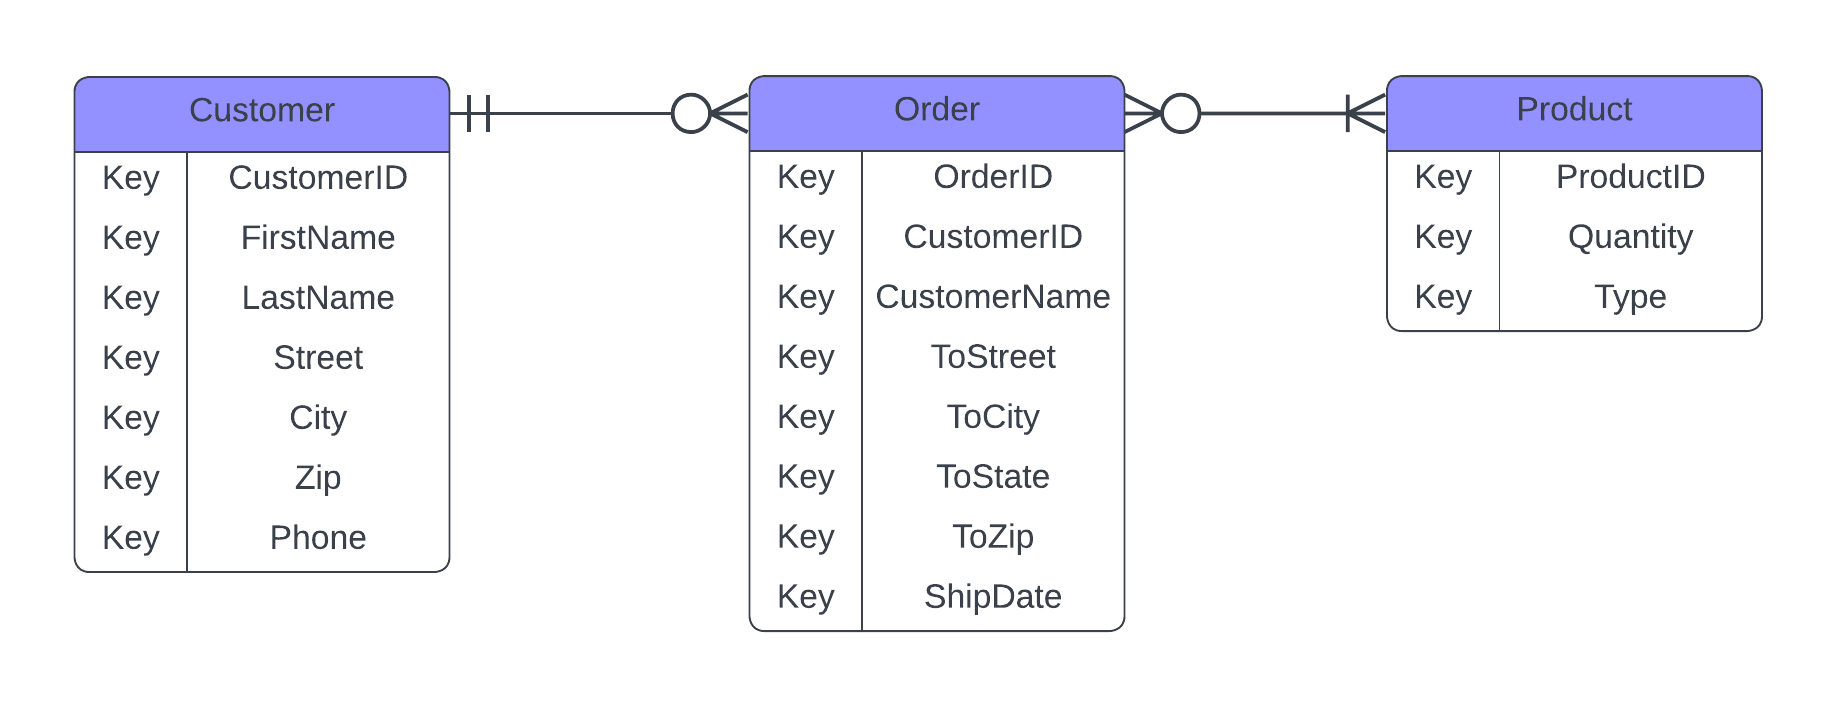 Customer
Key CustomerID
Key FirstName
Key LastName
Key Street
Key City
Key Zip
Key Phone
Order
Key OrderID
Key CustomerID
Key CustomerName
Key ToStreet
Key ToCity
Key ToState
Key ToZip
Key ShipDate
Product
Key ProductID
Key Quantity
Key Type